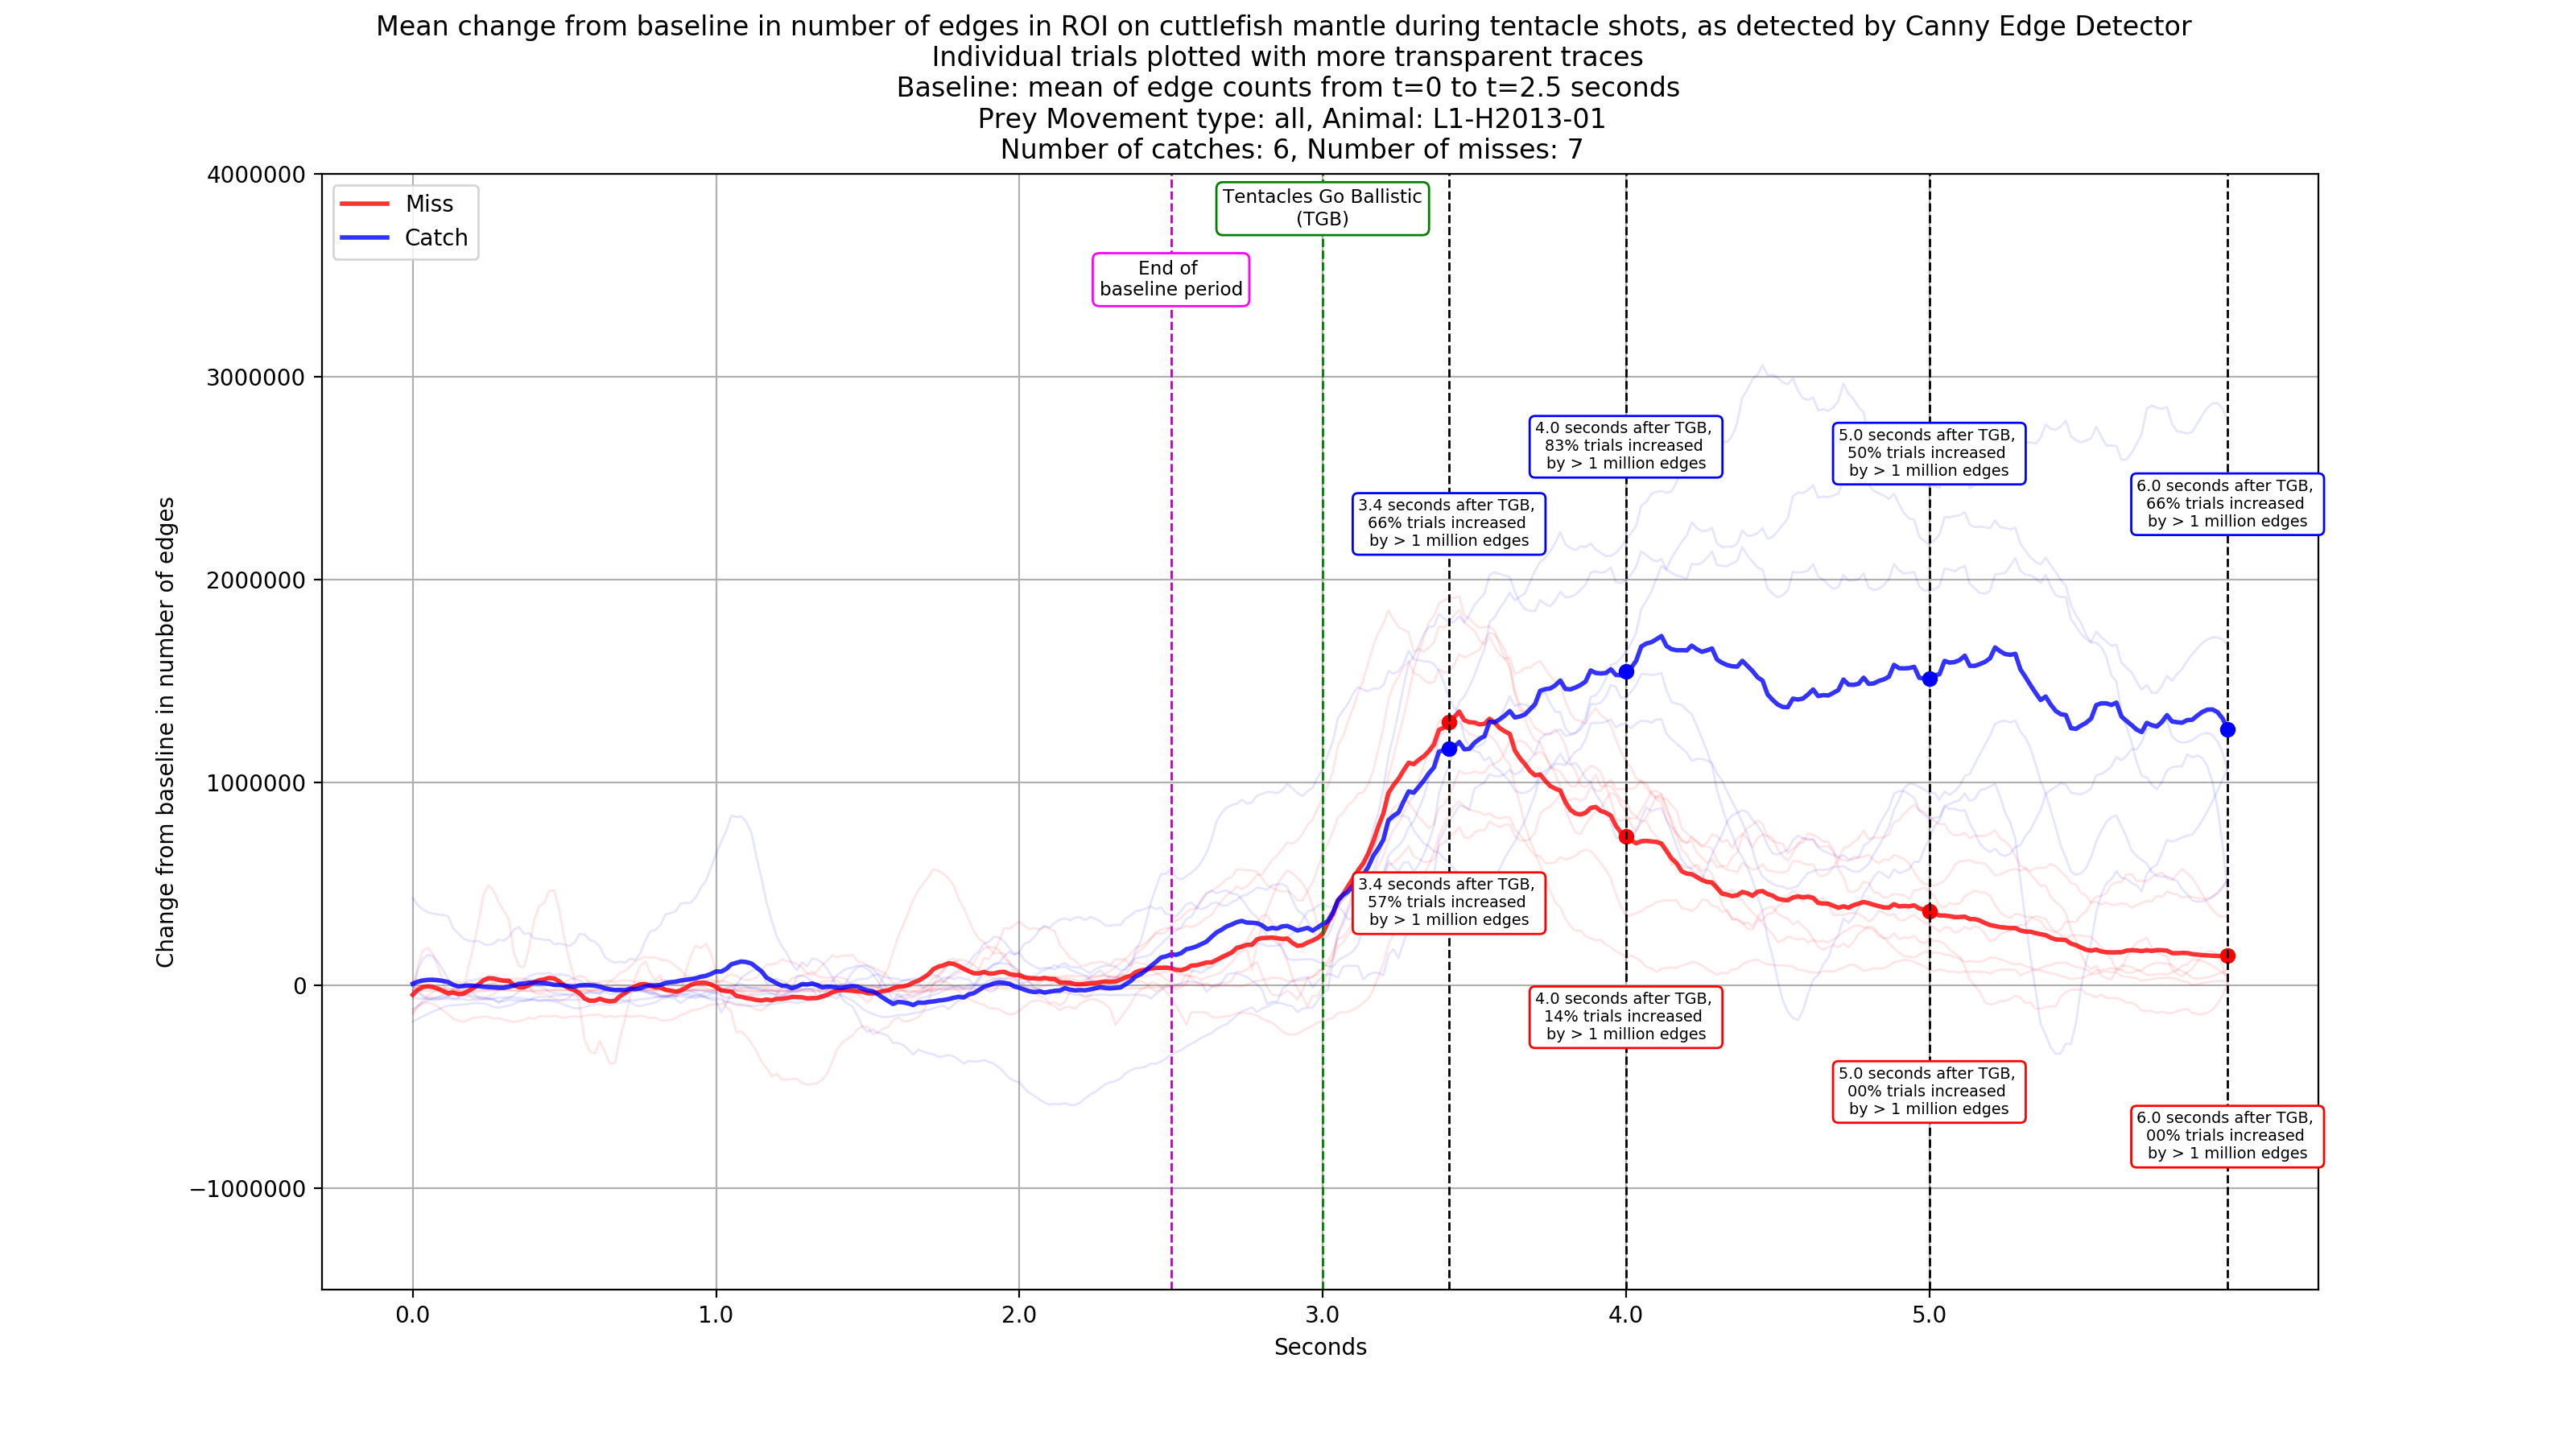 Mean change from baseline in number of edges in ROI on cuttlefish mantle during tentacle shots, as detected by Canny Edge Detector
Individual trials plotted with more transparent traces
Baseline: mean of edge counts from t=0 to t=2.5 seconds
Prey Movement type: all, Animal: L1-H2013-01
Number of catches: 6, Number of misses: 7
Miss
Catch
Tentacles Go Ballistic
(TGB)
End of
baseline period
4.0 seconds after TGB,
83% trials increased
by > 1 million edges
5.0 seconds after TGB,
50% trials increased
by > 1 million edges
6.0 seconds after TGB,
66% trials increased
by > 1 million edges
3.4 seconds after TGB,
66% trials increased
by > 1 million edges
3.4 seconds after TGB,
57% trials increased
by > 1 million edges
4.0 seconds after TGB,
14% trials increased
by > 1 million edges
5.0 seconds after TGB,
00% trials increased
by > 1 million edges
6.0 seconds after TGB,
00% trials increased
by > 1 million edges
Change from baseline in number of edges
4000000
3000000
2000000
1000000
0
−1000000
0.0
1.0
2.0
3.0
4.0
5.0
Seconds